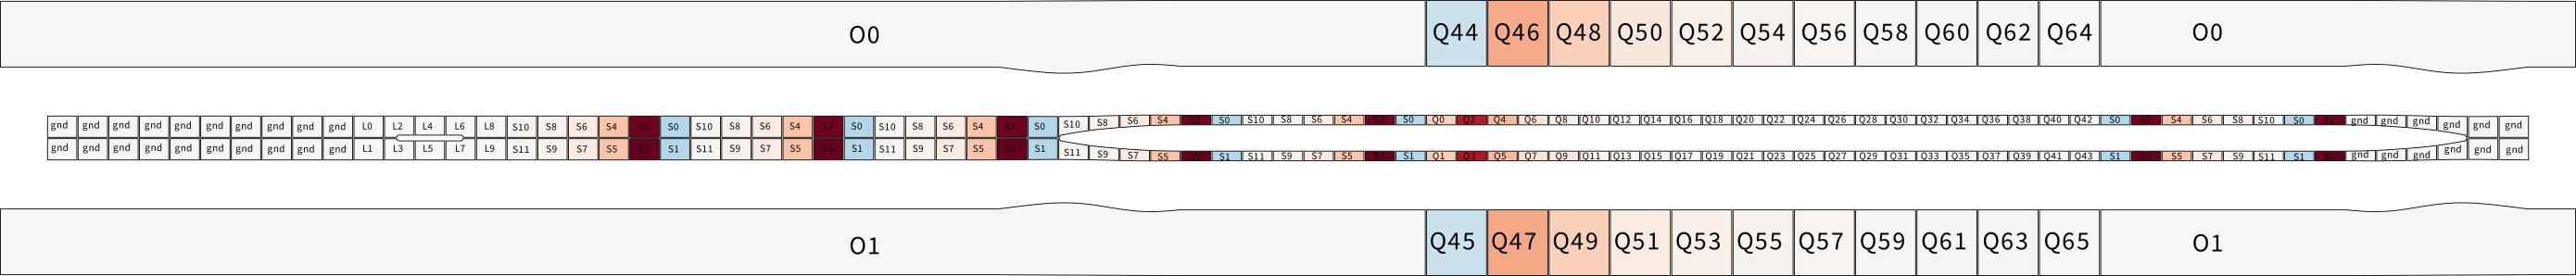 O0 Q44 Q46 Q48 Q50 Q52 Q54 Q56 Q58 Q60 Q62 Q64 O0
gnd gnd gnd gnd gnd gnd gnd gnd gnd gnd L0 L2 L4 L6 L8 S10 S8 S6 S4 S2 S0 S10 S8 S6 S4 S2 S0 S10 S8 S6 S4 S2 S0 S10 S8 S6 S4 S2 S0 S10 S8 S6 S4 S2 S0 Q0 Q2 Q4 Q6 Q8 Q10 Q12 Q14 Q16 Q18 Q20 Q22 Q24 Q26 Q28 Q30 Q32 Q34 Q36 Q38 Q40 Q42 S0 S2 S4 S6 S8 S10 S0 S2 gnd gnd gnd gnd gnd gnd
gnd gnd gnd gnd gnd gnd gnd gnd gnd gnd L1 L3 L5 L7 L9 S11 S9 S7 S5 S3 S1 S11 S9 S7 S5 S3 S1 S11 S9 S7 S5 S3 S1 S11 S9 S7 S5 S3 S1 S11 S9 S7 S5 S3 S1 Q1 Q3 Q5 Q7 Q9 Q11 Q13 Q15 Q17 Q19 Q21 Q23 Q25 Q27 Q29 Q31 Q33 Q35 Q37 Q39 Q41 Q43 S1 S3 S5 S7 S9 S11 S1 S3 gnd gnd gnd gnd gnd gnd
O1 Q45 Q47 Q49 Q51 Q53 Q55 Q57 Q59 Q61 Q63 Q65 O1